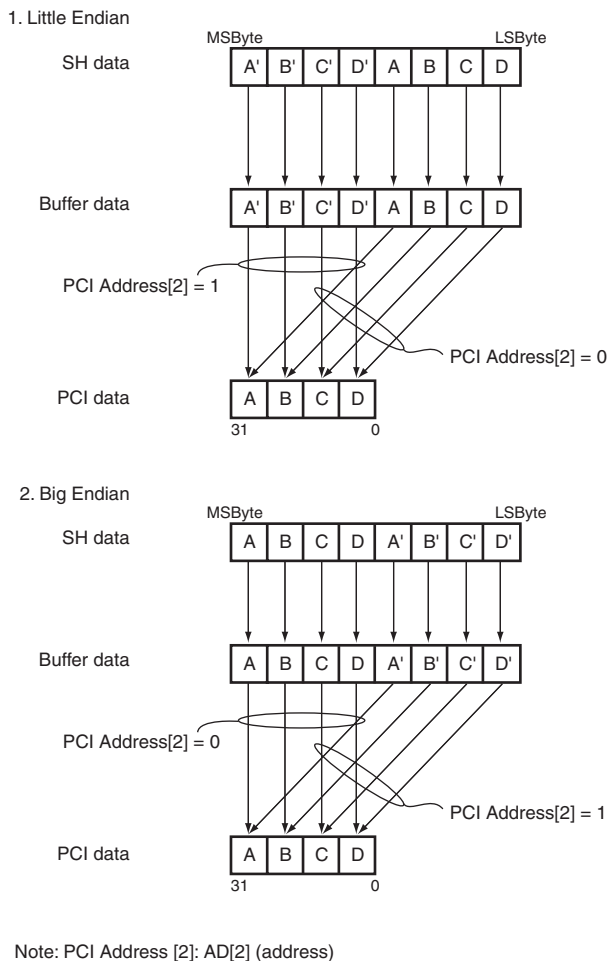 1. Little Endian
MSByte LSByte
SH data A' B' C' D' A B C D
Buffer data A' B' C' D' A B C D
PCI Address[2] = 1
PCI Address[2] = 0
PCI data A B C D
31 0
2. Big Endian
MSByte LSByte
SH data A B C D A' B' C' D'
Buffer data A B C D A' B' C' D'
PCI Address[2] = 0
PCI Address[2] = 1
PCI data A B C D
31 0
Note: PCI Address [2]: AD[2] (address)